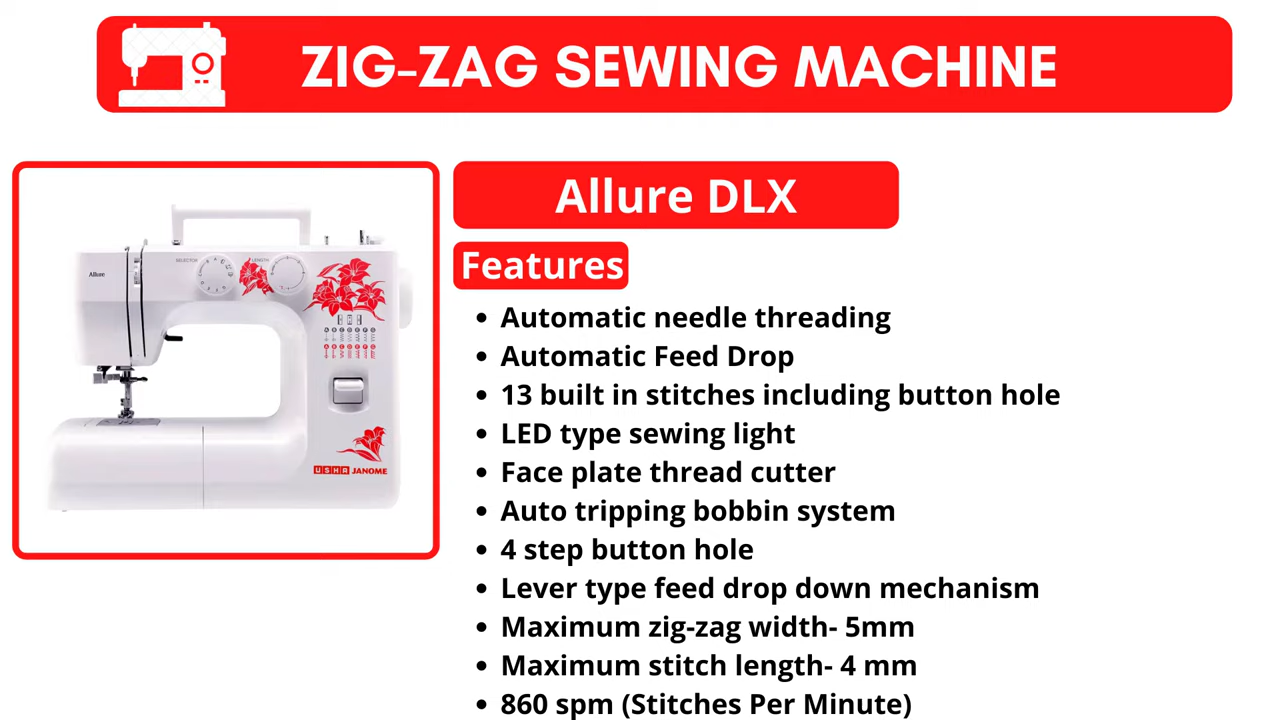 ZIG-ZAG SEWING MACHINE
Allure DLX
Features
• Automatic needle threading
• Automatic Feed Drop
• 13 built in stitches including button hole
• LED type sewing light
• Face plate thread cutter
• Auto tripping bobbin system
• 4 step button hole
• Lever type feed drop down mechanism
• Maximum zig-zag width- 5mm
• Maximum stitch length- 4 mm
• 860 spm (Stitches Per Minute)
Allure
SELECTOR
LENGTH
USHA JANOME